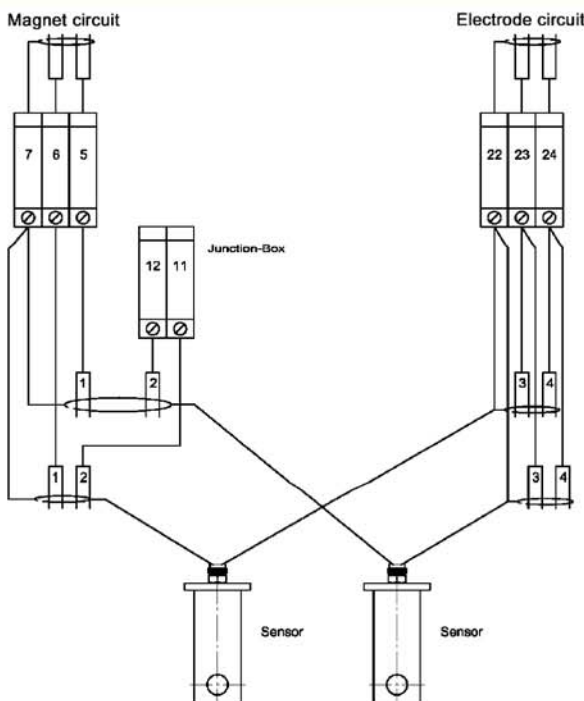 Magnet circuit
Electrode circuit
7 6 5
22 23 24
12 11
Junction-Box
1 2
3 4
1 2
3 4
Sensor
Sensor